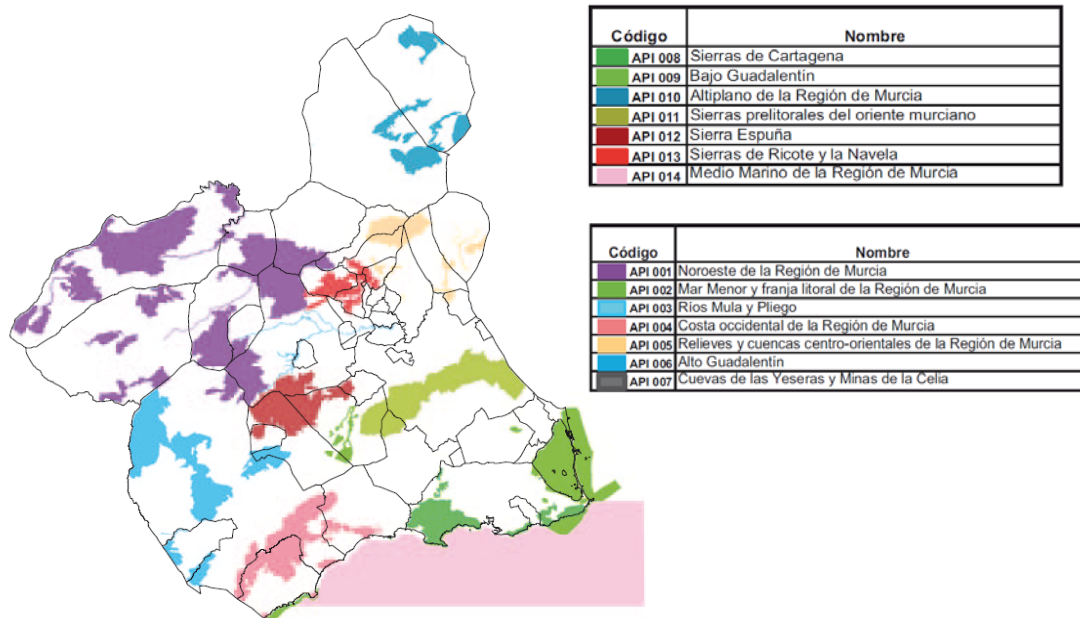 Código Nombre
API 008 Sierras de Cartagena
API 009 Bajo Guadalentín
API 010 Altiplano de la Región de Murcia
API 011 Sierras prelitorales del oriente murciano
API 012 Sierra Espuña
API 013 Sierras de Ricote y la Navela
API 014 Medio Marino de la Región de Murcia
Código Nombre
API 001 Noroeste de la Región de Murcia
API 002 Mar Menor y franja litoral de la Región de Murcia
API 003 Ríos Mula y Pliego
API 004 Costa occidental de la Región de Murcia
API 005 Relieves y cuencas centro-orientales de la Región de Murcia
API 006 Alto Guadalentín
API 007 Cuevas de las Yeseras y Minas de la Celia